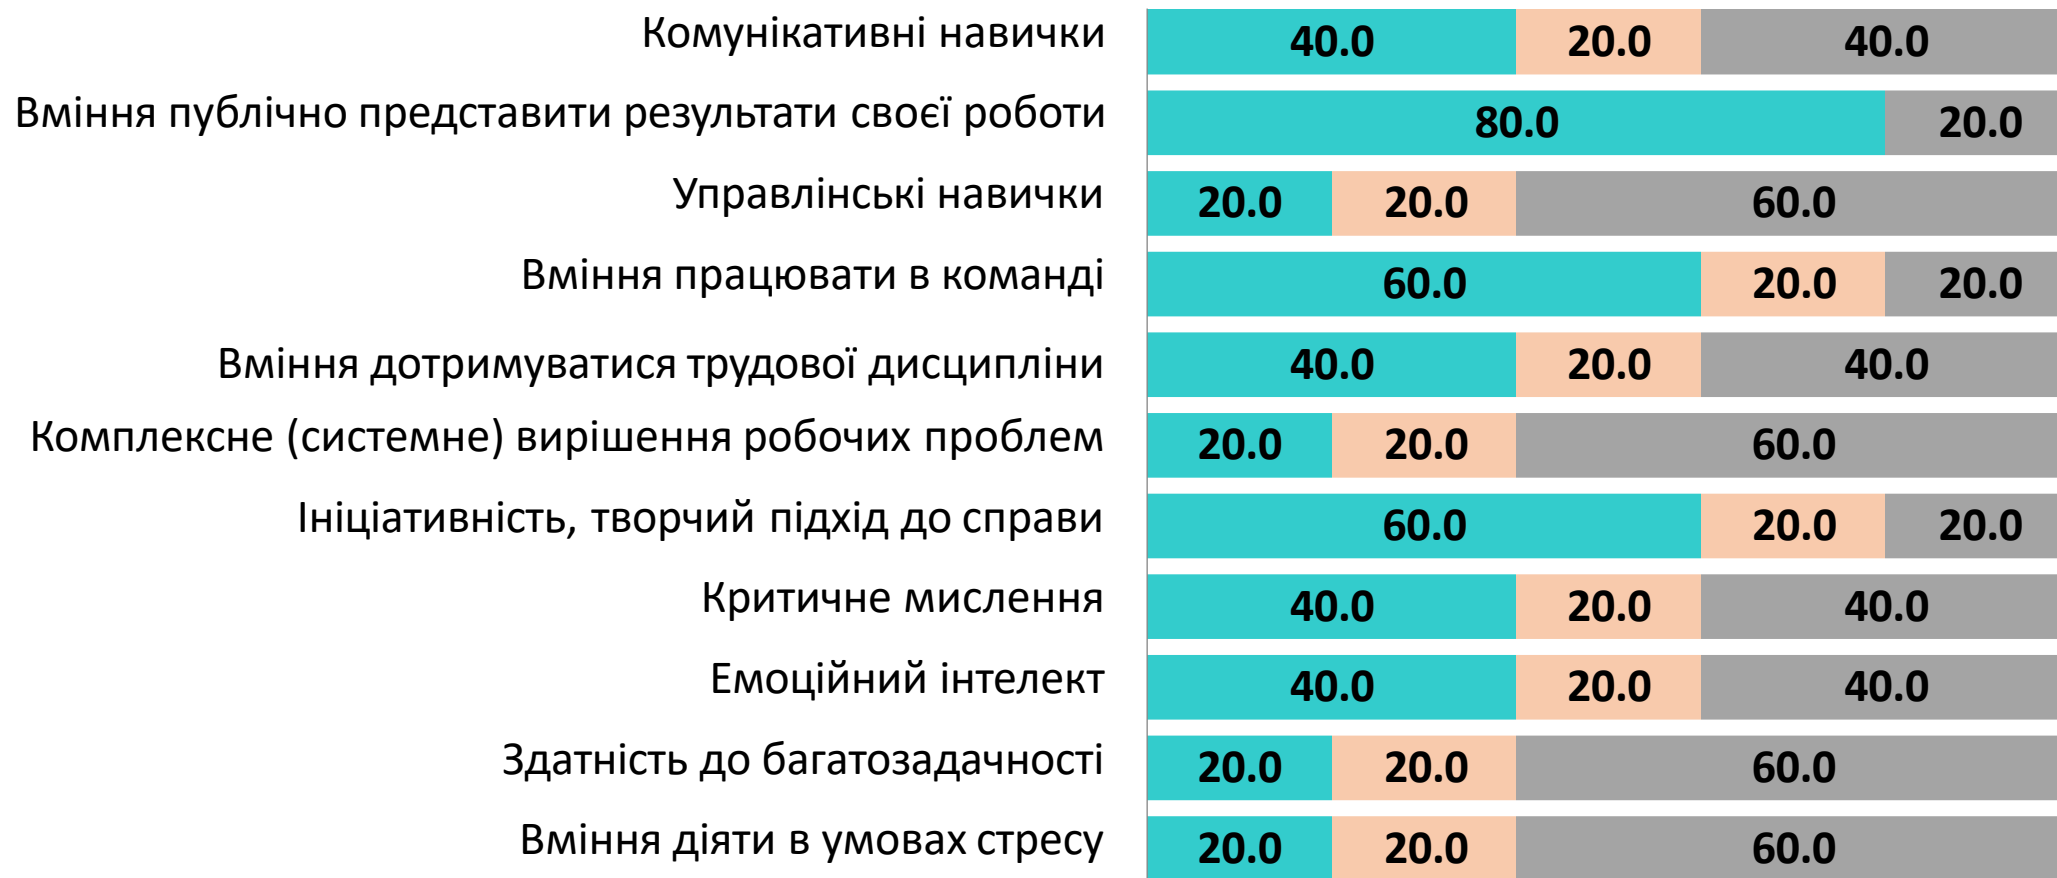 Комунікативні навички 40.0 20.0 40.0
Вміння публічно представити результати своєї роботи 80.0 20.0
Управлінські навички 20.0 20.0 60.0
Вміння працювати в команді 60.0 20.0 20.0
Вміння дотримуватися трудової дисципліни 40.0 20.0 40.0
Комплексне (системне) вирішення робочих проблем 20.0 20.0 60.0
Ініціативність, творчий підхід до справи 60.0 20.0 20.0
Критичне мислення 40.0 20.0 40.0
Емоційний інтелект 40.0 20.0 40.0
Здатність до багатозадачності 20.0 20.0 60.0
Вміння діяти в умовах стресу 20.0 20.0 60.0